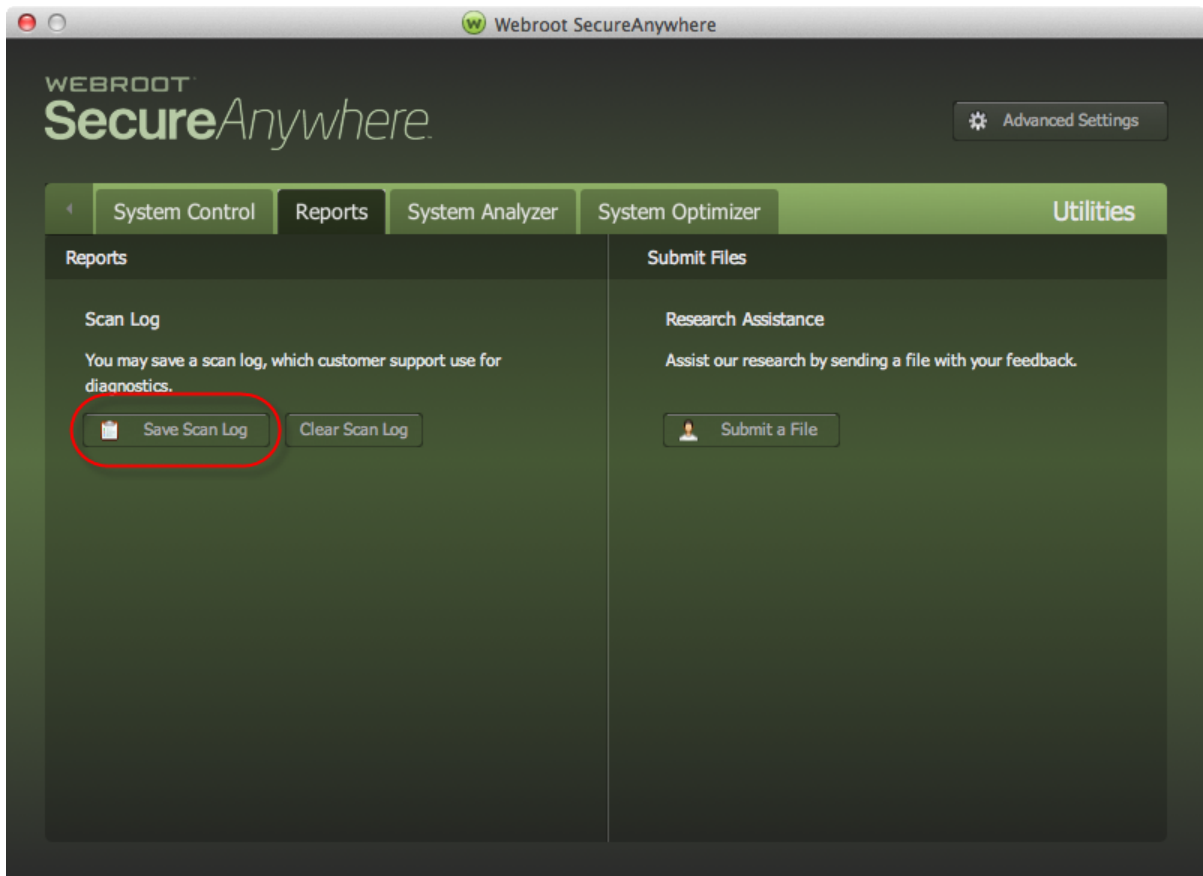 Webroot SecureAnywhere
WEBROOT
SecureAnywhere.
Advanced Settings
System Control
Reports
System Analyzer
System Optimizer
Utilities
Reports
Scan Log
You may save a scan log, which customer support use for
diagnostics.
Save Scan Log
Clear Scan Log
Submit Files
Research Assistance
Assist our research by sending a file with your feedback.
Submit a File